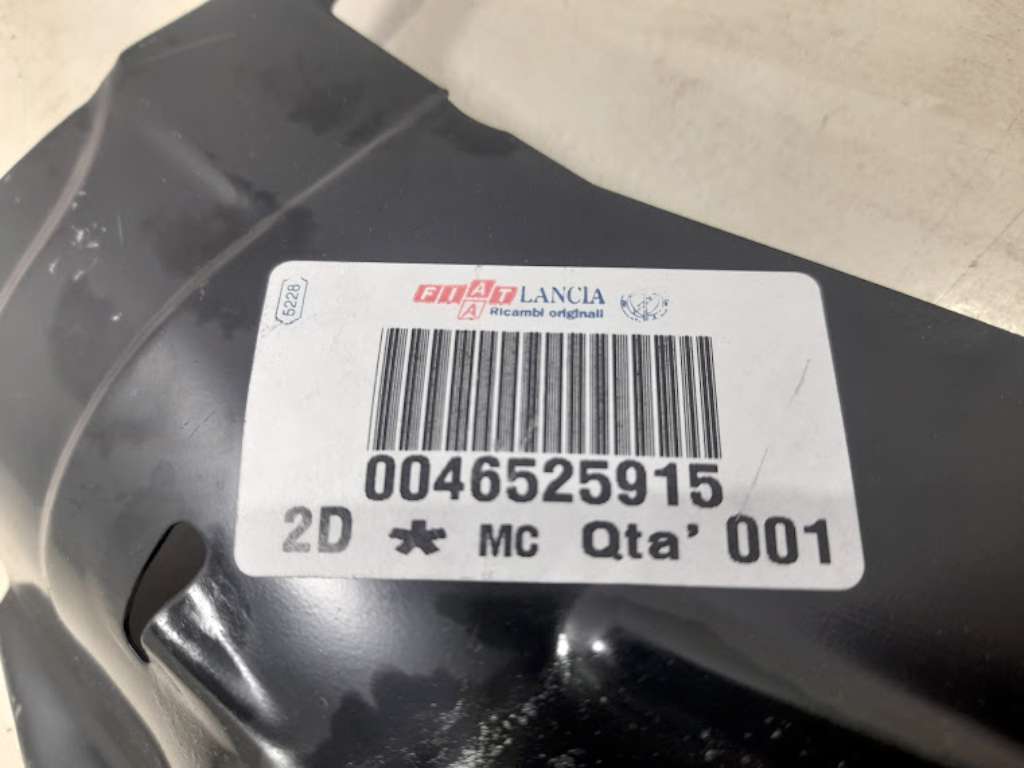 5228
FIAT LANCIA
Ricambi originali
0046525915
2D * MC Qta' 001